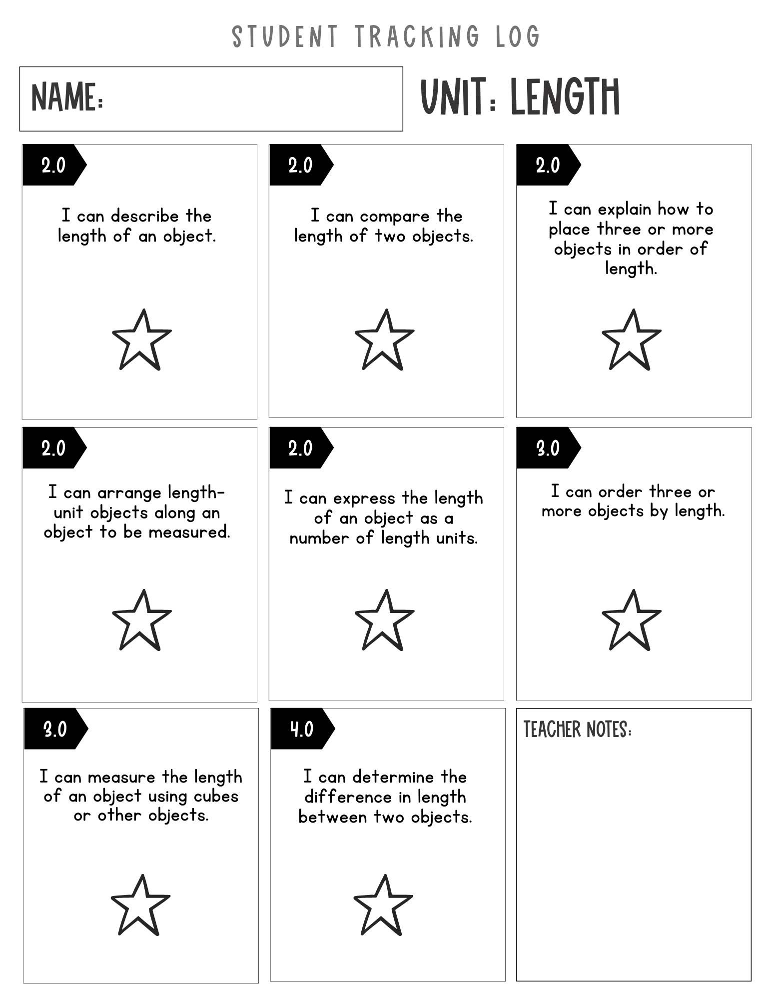 STUDENT TRACKING LOG
NAME:
UNIT: LENGTH
2.0
I can describe the
length of an object.
2.0
I can compare the
length of two objects.
2.0
I can explain how to
place three or more
objects in order of
length.
2.0
I can arrange length-
unit objects along an
object to be measured.
2.0
I can express the length
of an object as a
number of length units.
3.0
I can order three or
more objects by length.
3.0
I can measure the length
of an object using cubes
or other objects.
4.0
I can determine the
difference in length
between two objects.
TEACHER NOTES: